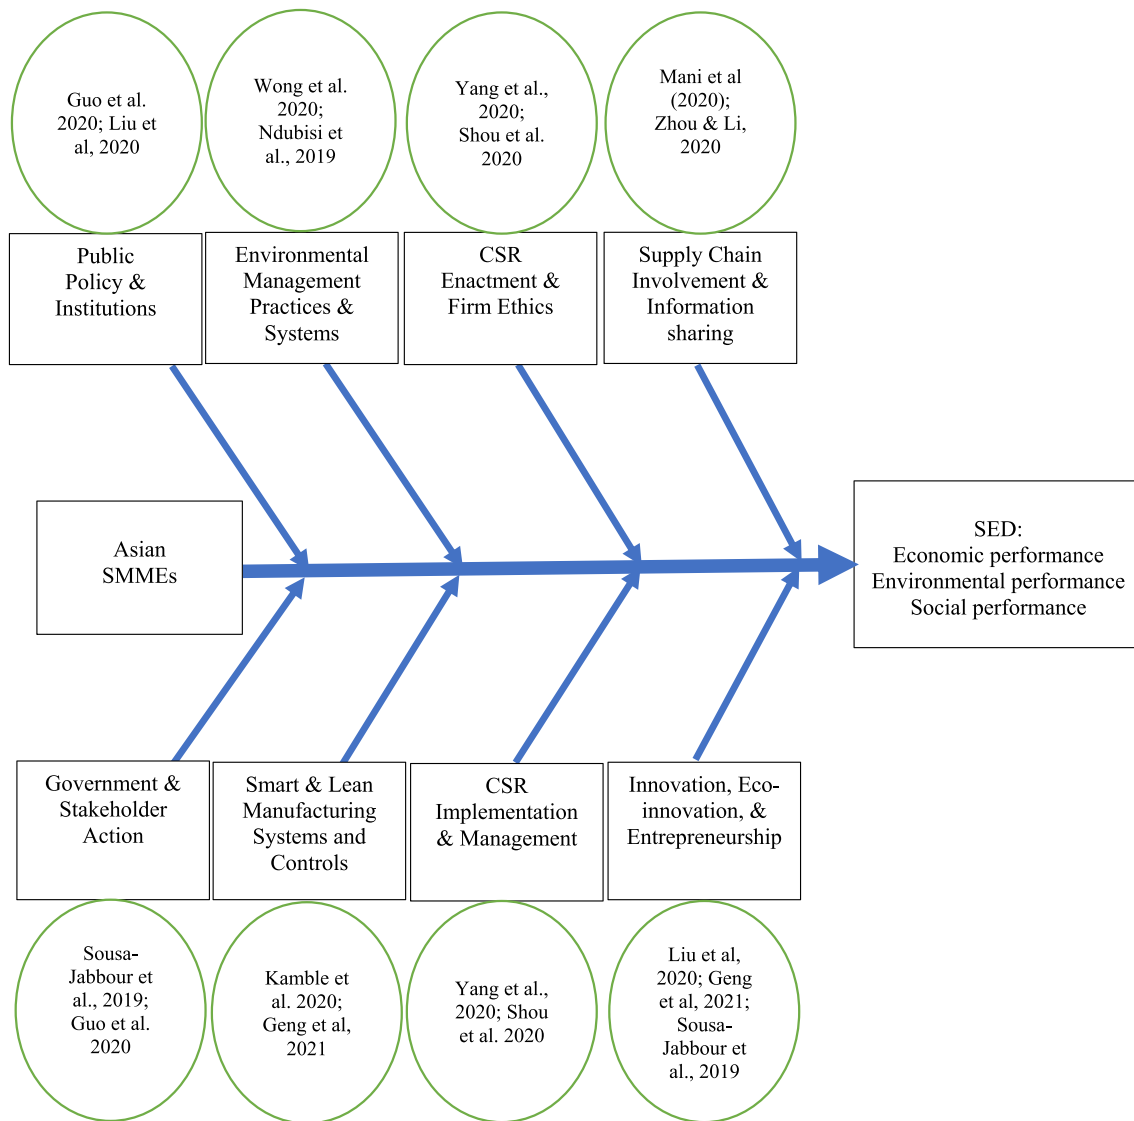 Guo et al.
2020; Liu et
al, 2020
Wong et al.
2020;
Ndubisi et
al., 2019
Yang et al.,
2020;
Shou et al.
2020
Mani et al
(2020);
Zhou & Li,
2020
Public
Policy &
Institutions
Environmental
Management
Practices &
Systems
CSR
Enactment &
Firm Ethics
Supply Chain
Involvement &
Information
sharing
Asian
SMMEs
SED:
Economic performance
Environmental performance
Social performance
Government &
Stakeholder
Action
Smart & Lean
Manufacturing
Systems and
Controls
CSR
Implementation
& Management
Innovation, Eco-
innovation, &
Entrepreneurship
Sousa-
Jabbour et
al., 2019;
Guo et al.
2020
Kamble et
al. 2020;
Geng et al,
2021
Yang et al.,
2020; Shou
et al. 2020
Liu et al,
2020; Geng
et al, 2021;
Sousa-
Jabbour et
al., 2019